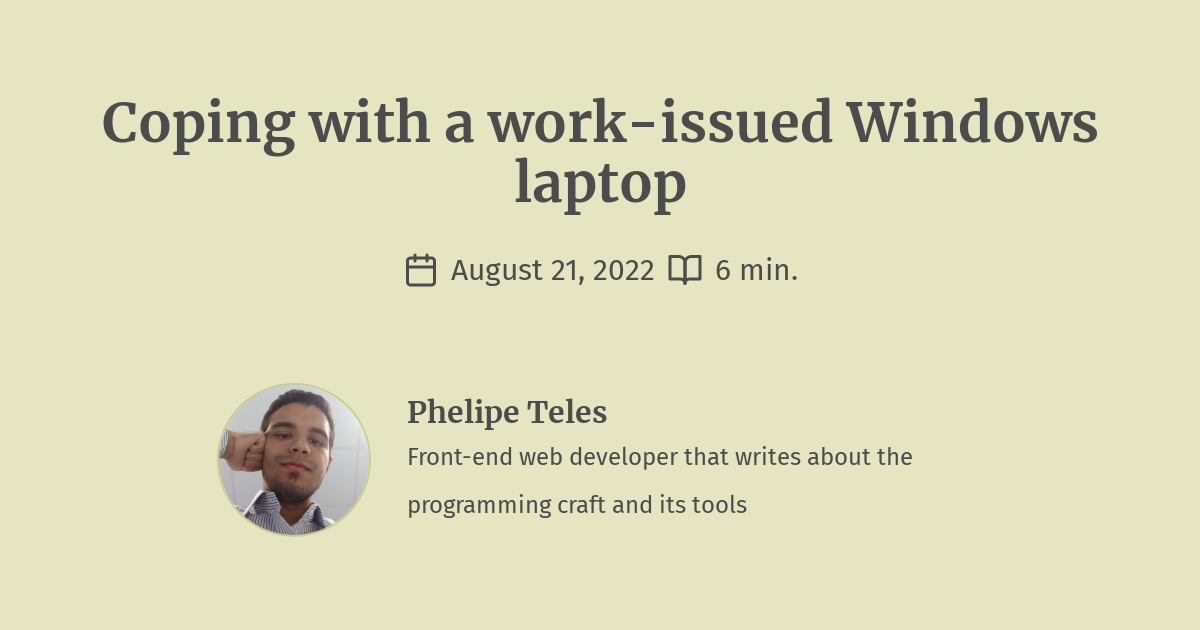 Coping with a work-issued Windows
laptop
August 21, 2022 6 min.
Phelipe Teles
Front-end web developer that writes about the
programming craft and its tools